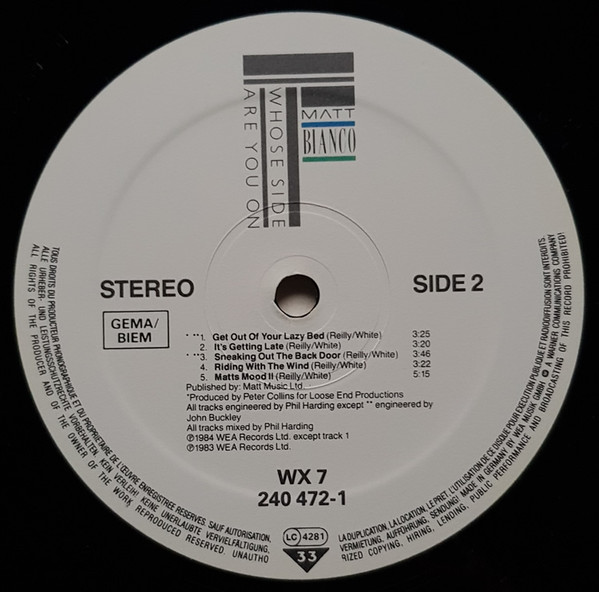 WHOSE SIDE
ARE YOU ON
MATT
BIANCO
STEREO
SIDE 2
GEMA/
BIEM
* **1. Get Out Of Your Lazy Bed (Reilly/White) 3:25
2. It's Getting Late (Reilly/White) 3:20
* **3. Sneaking Out The Back Door (Reilly/White) 3:46
4. Riding With The Wind (Reilly/White) 3:22
5. Matts Mood II (Reilly/White) 5:15
Published by: Matt Music Ltd.
*Produced by Peter Collins for Loose End Productions
All tracks engineered by Phil Harding except ** engineered by
John Buckley
All tracks mixed by Phil Harding
℗1984 WEA Records Ltd. except track 1
℗1983 WEA Records Ltd.
WX 7
240 472-1
LC 4281
33
TOUS DROITS DU PRODUCTEUR PHONOGRAPHIQUE ET DU PROPRIETAIRE DE L'ŒUVRE ENREGISTREE RESERVES. SAUF AUTORISATION, LA DUPLICATION, LA LOCATION, LE PRET, L'UTILISATION DE CE DISQUE POUR EXECUTION PUBLIQUE ET RADIODIFFUSION SONT INTERDITS.
ALLE URHEBER- UND LEISTUNGSSCHUTZRECHTE VORBEHALTEN. KEIN VERLEIH! KEINE UNERLAUBTE VERVIELFÄLTIGUNG, VERMIETUNG, AUFFÜHRUNG, SENDUNG! MADE IN GERMANY BY WEA MUSIC GMBH A WARNER COMMUNICATIONS COMPANY
ALL RIGHTS OF THE PRODUCER AND OF THE OWNER OF THE WORK REPRODUCED RESERVED. UNAUTHORIZED COPYING, HIRING, LENDING, PUBLIC PERFORMANCE AND BROADCASTING OF THIS RECORD PROHIBITED!